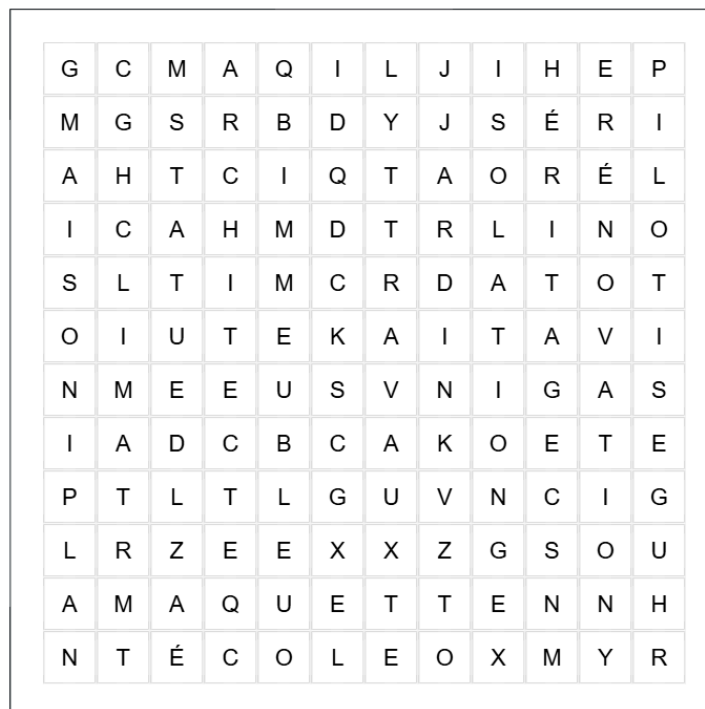 G C M A Q I L J I H E P
M G S R B D Y J S É R I
A H T C I Q T A O R É L
I C A H M D T R L I N O
S L T I M C R D A T O T
O I U T E K A I T A V I
N M E E U S V N I G A S
I A D C B C A K O E T E
P T L T L G U V N C I G
L R Z E E X X Z G S O U
A M A Q U E T T E N N H
N T É C O L E O X M Y R